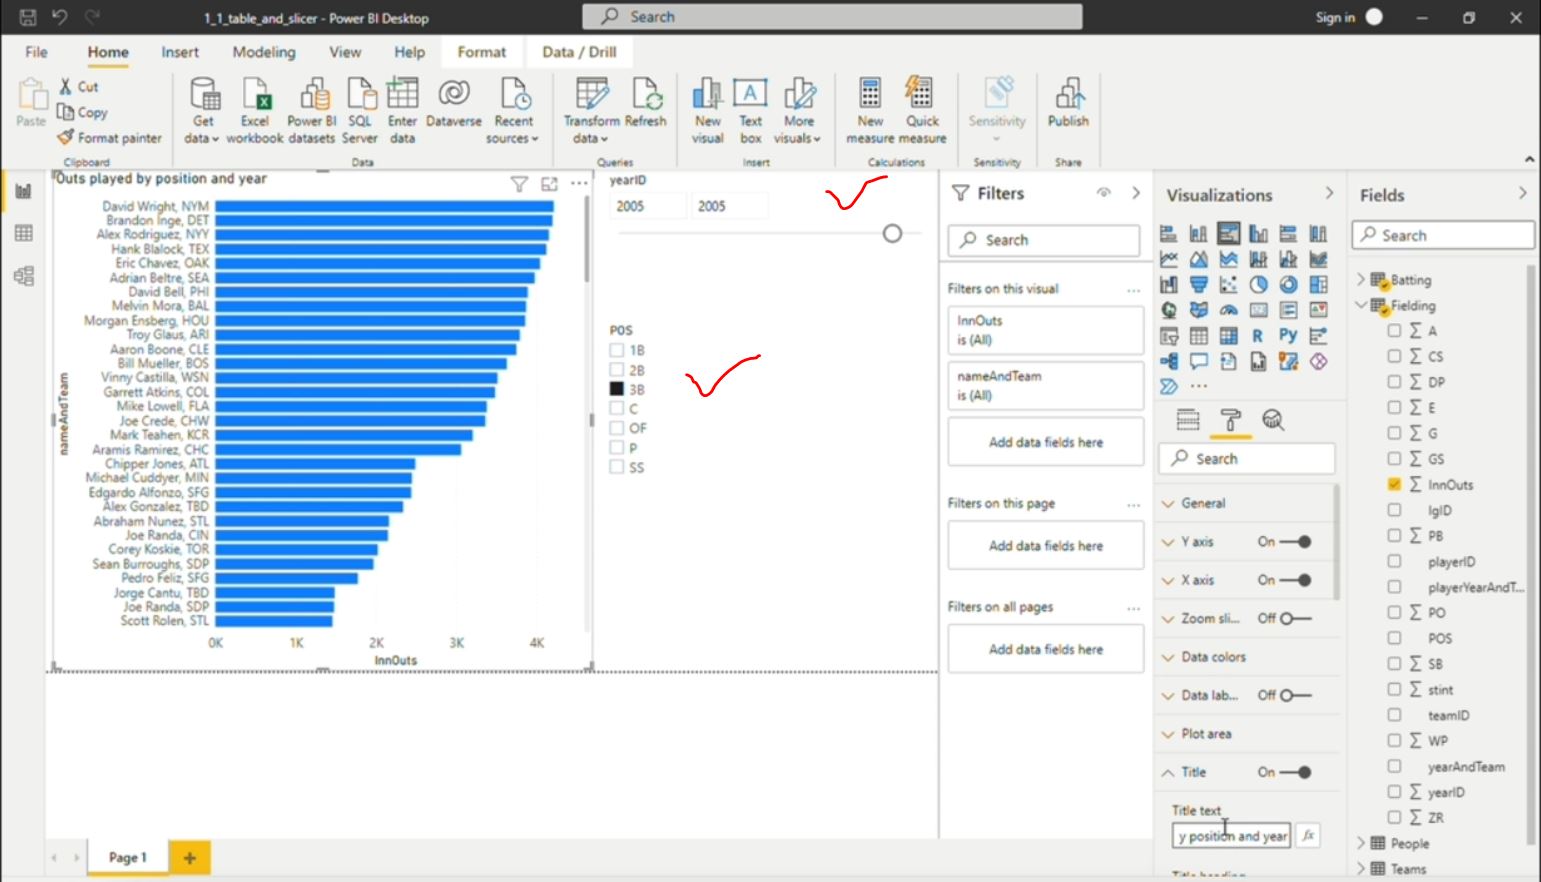 1_1_table_and_slicer - Power BI Desktop
Search
Sign in
File Home Insert Modeling View Help Format Data / Drill
Paste
Cut
Copy
Format painter
Clipboard
Get data
Excel workbook
Power BI datasets
SQL Server
Enter data
Dataverse
Recent sources
Data
Transform data
Refresh
Queries
New visual
Text box
More visuals
Insert
New measure
Quick measure
Calculations
Sensitivity
Sensitivity
Publish
Share
Outs played by position and year
nameAndTeam
David Wright, NYM
Brandon Inge, DET
Alex Rodriguez, NYY
Hank Blalock, TEX
Eric Chavez, OAK
Adrian Beltre, SEA
David Bell, PHI
Melvin Mora, BAL
Morgan Ensberg, HOU
Troy Glaus, ARI
Aaron Boone, CLE
Bill Mueller, BOS
Vinny Castilla, WSN
Garrett Atkins, COL
Mike Lowell, FLA
Joe Crede, CHW
Mark Teahen, KCR
Aramis Ramirez, CHC
Chipper Jones, ATL
Michael Cuddyer, MIN
Edgardo Alfonzo, SFG
Alex Gonzalez, TBD
Abraham Nunez, STL
Joe Randa, CIN
Corey Koskie, TOR
Sean Burroughs, SDP
Pedro Feliz, SFG
Jorge Cantu, TBD
Joe Randa, SDP
Scott Rolen, STL
0K 1K 2K 3K 4K
InnOuts
yearID
2005 2005
POS
1B
2B
3B
C
OF
P
SS
Filters
Search
Filters on this visual ...
InnOuts
is (All)
nameAndTeam
is (All)
Add data fields here
Filters on this page ...
Add data fields here
Filters on all pages ...
Add data fields here
Visualizations
R Py
...
Search
General
Y axis On
X axis On
Zoom sli... Off
Data colors
Data lab... Off
Plot area
Title On
Title text
y position and year fx
Title heading
Fields
Search
Batting
Fielding
∑ A
∑ CS
∑ DP
∑ E
∑ G
∑ GS
∑ InnOuts
lgID
∑ PB
playerID
playerYearAndT...
∑ PO
POS
∑ SB
∑ stint
teamID
∑ WP
yearAndTeam
∑ yearID
∑ ZR
People
Teams
Page 1
+